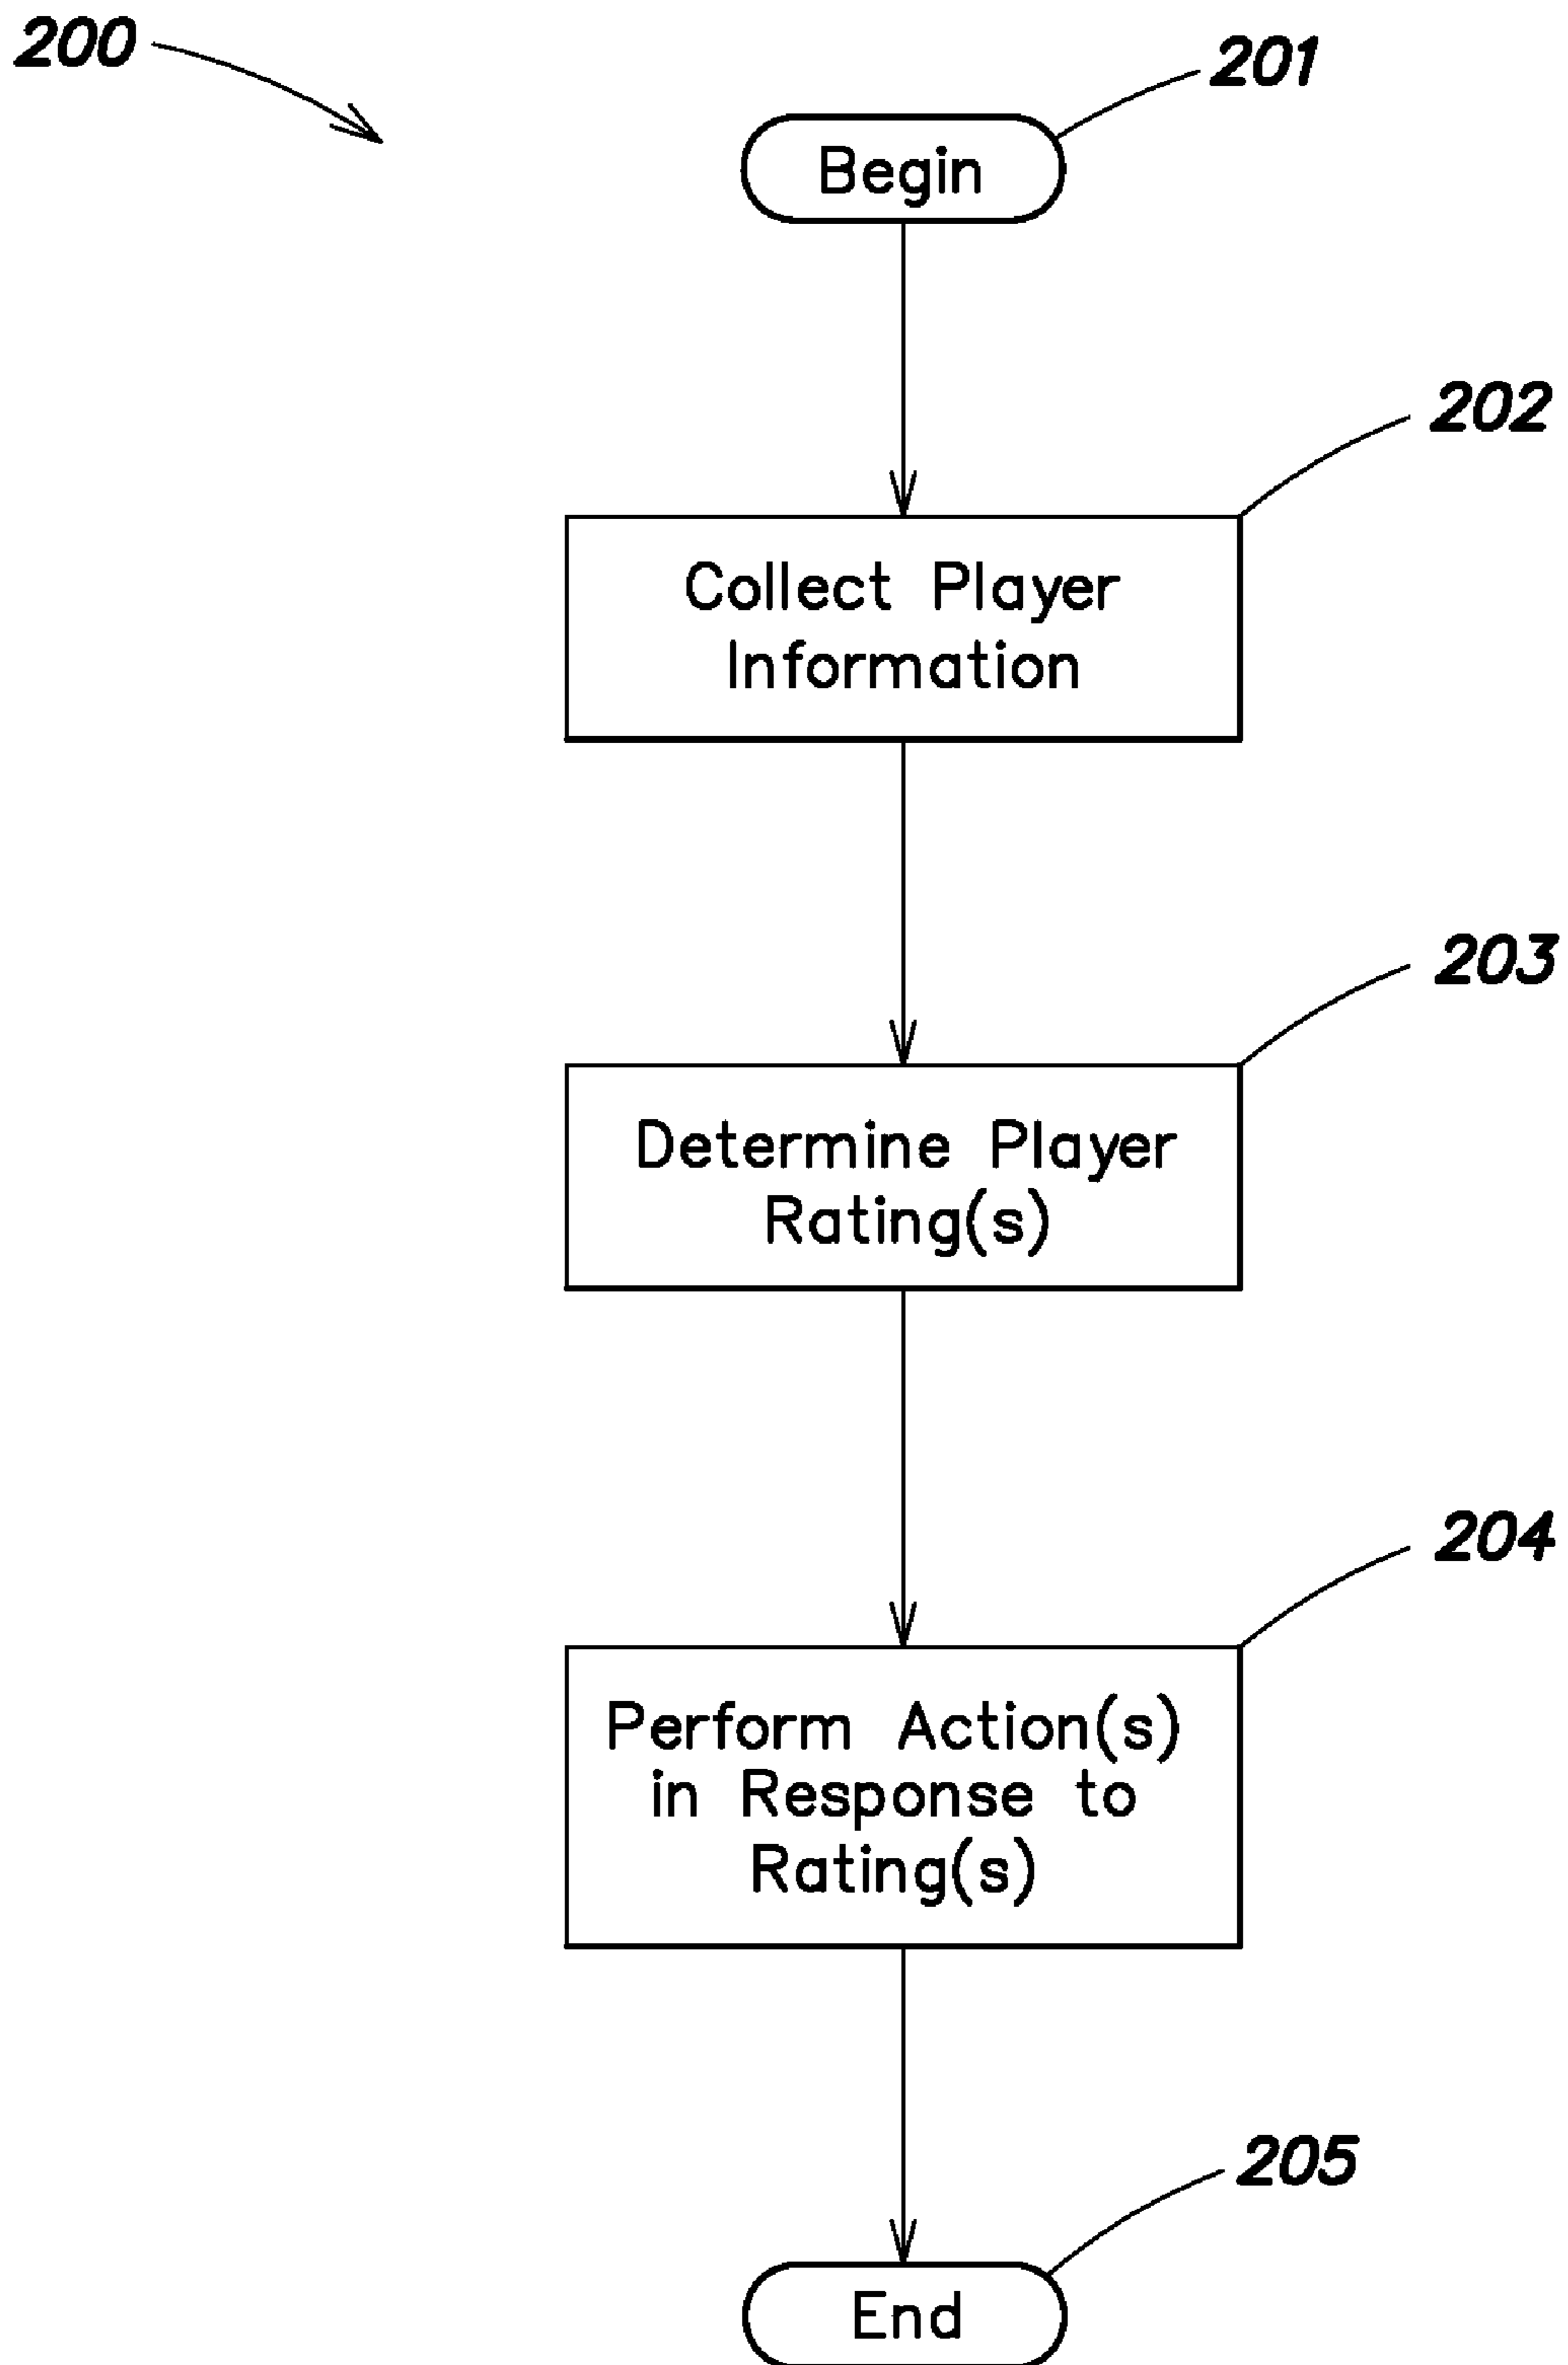 200
201
Begin
202
Collect Player
Information
203
Determine Player
Rating(s)
204
Perform Action(s)
in Response to
Rating(s)
205
End